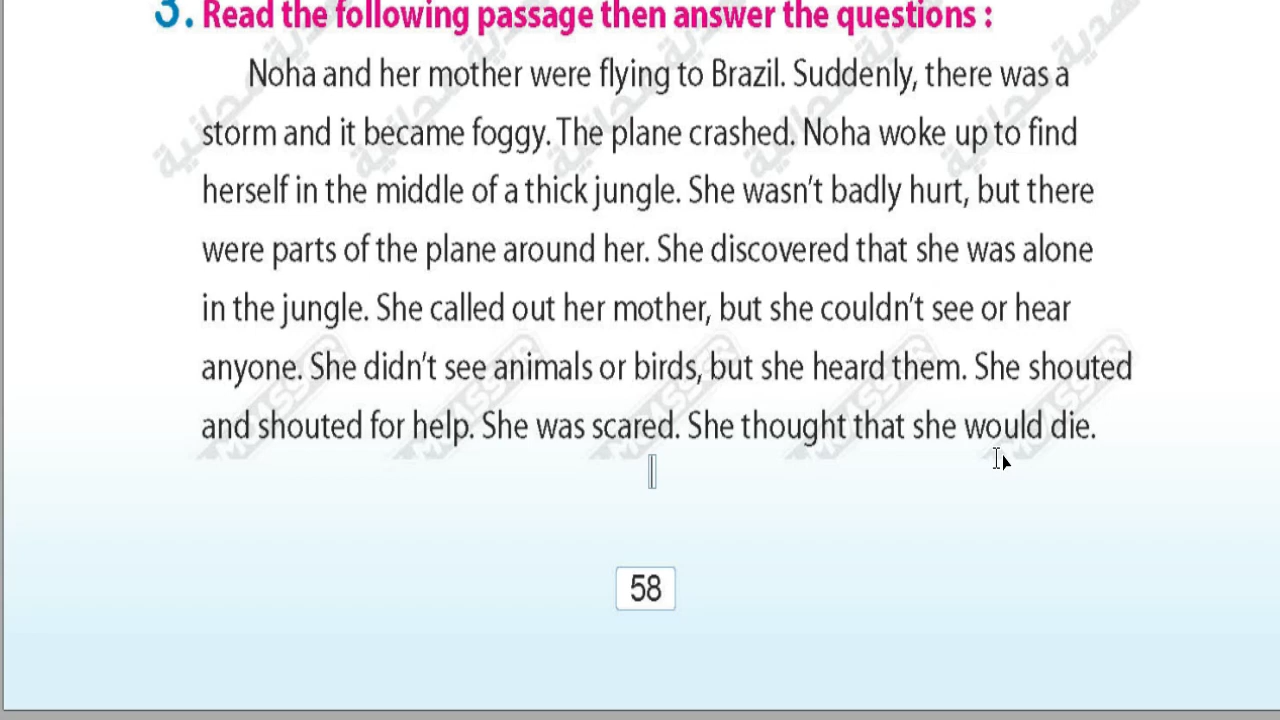 3. Read the following passage then answer the questions :
Noha and her mother were flying to Brazil. Suddenly, there was a
storm and it became foggy. The plane crashed. Noha woke up to find
herself in the middle of a thick jungle. She wasn't badly hurt, but there
were parts of the plane around her. She discovered that she was alone
in the jungle. She called out her mother, but she couldn't see or hear
anyone. She didn't see animals or birds, but she heard them. She shouted
and shouted for help. She was scared. She thought that she would die.
58